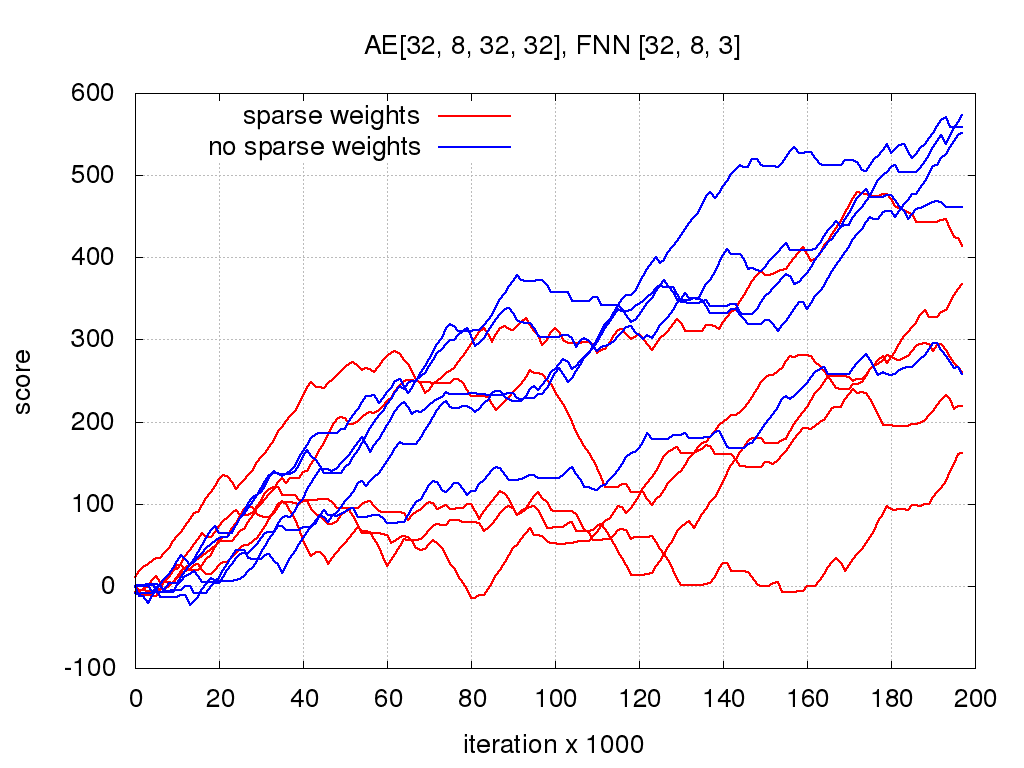 AE[32, 8, 32, 32], FNN [32, 8, 3]
600
500
400
300
200
100
0
-100
sparse weights
no sparse weights
score
0 20 40 60 80 100 120 140 160 180 200
iteration x 1000